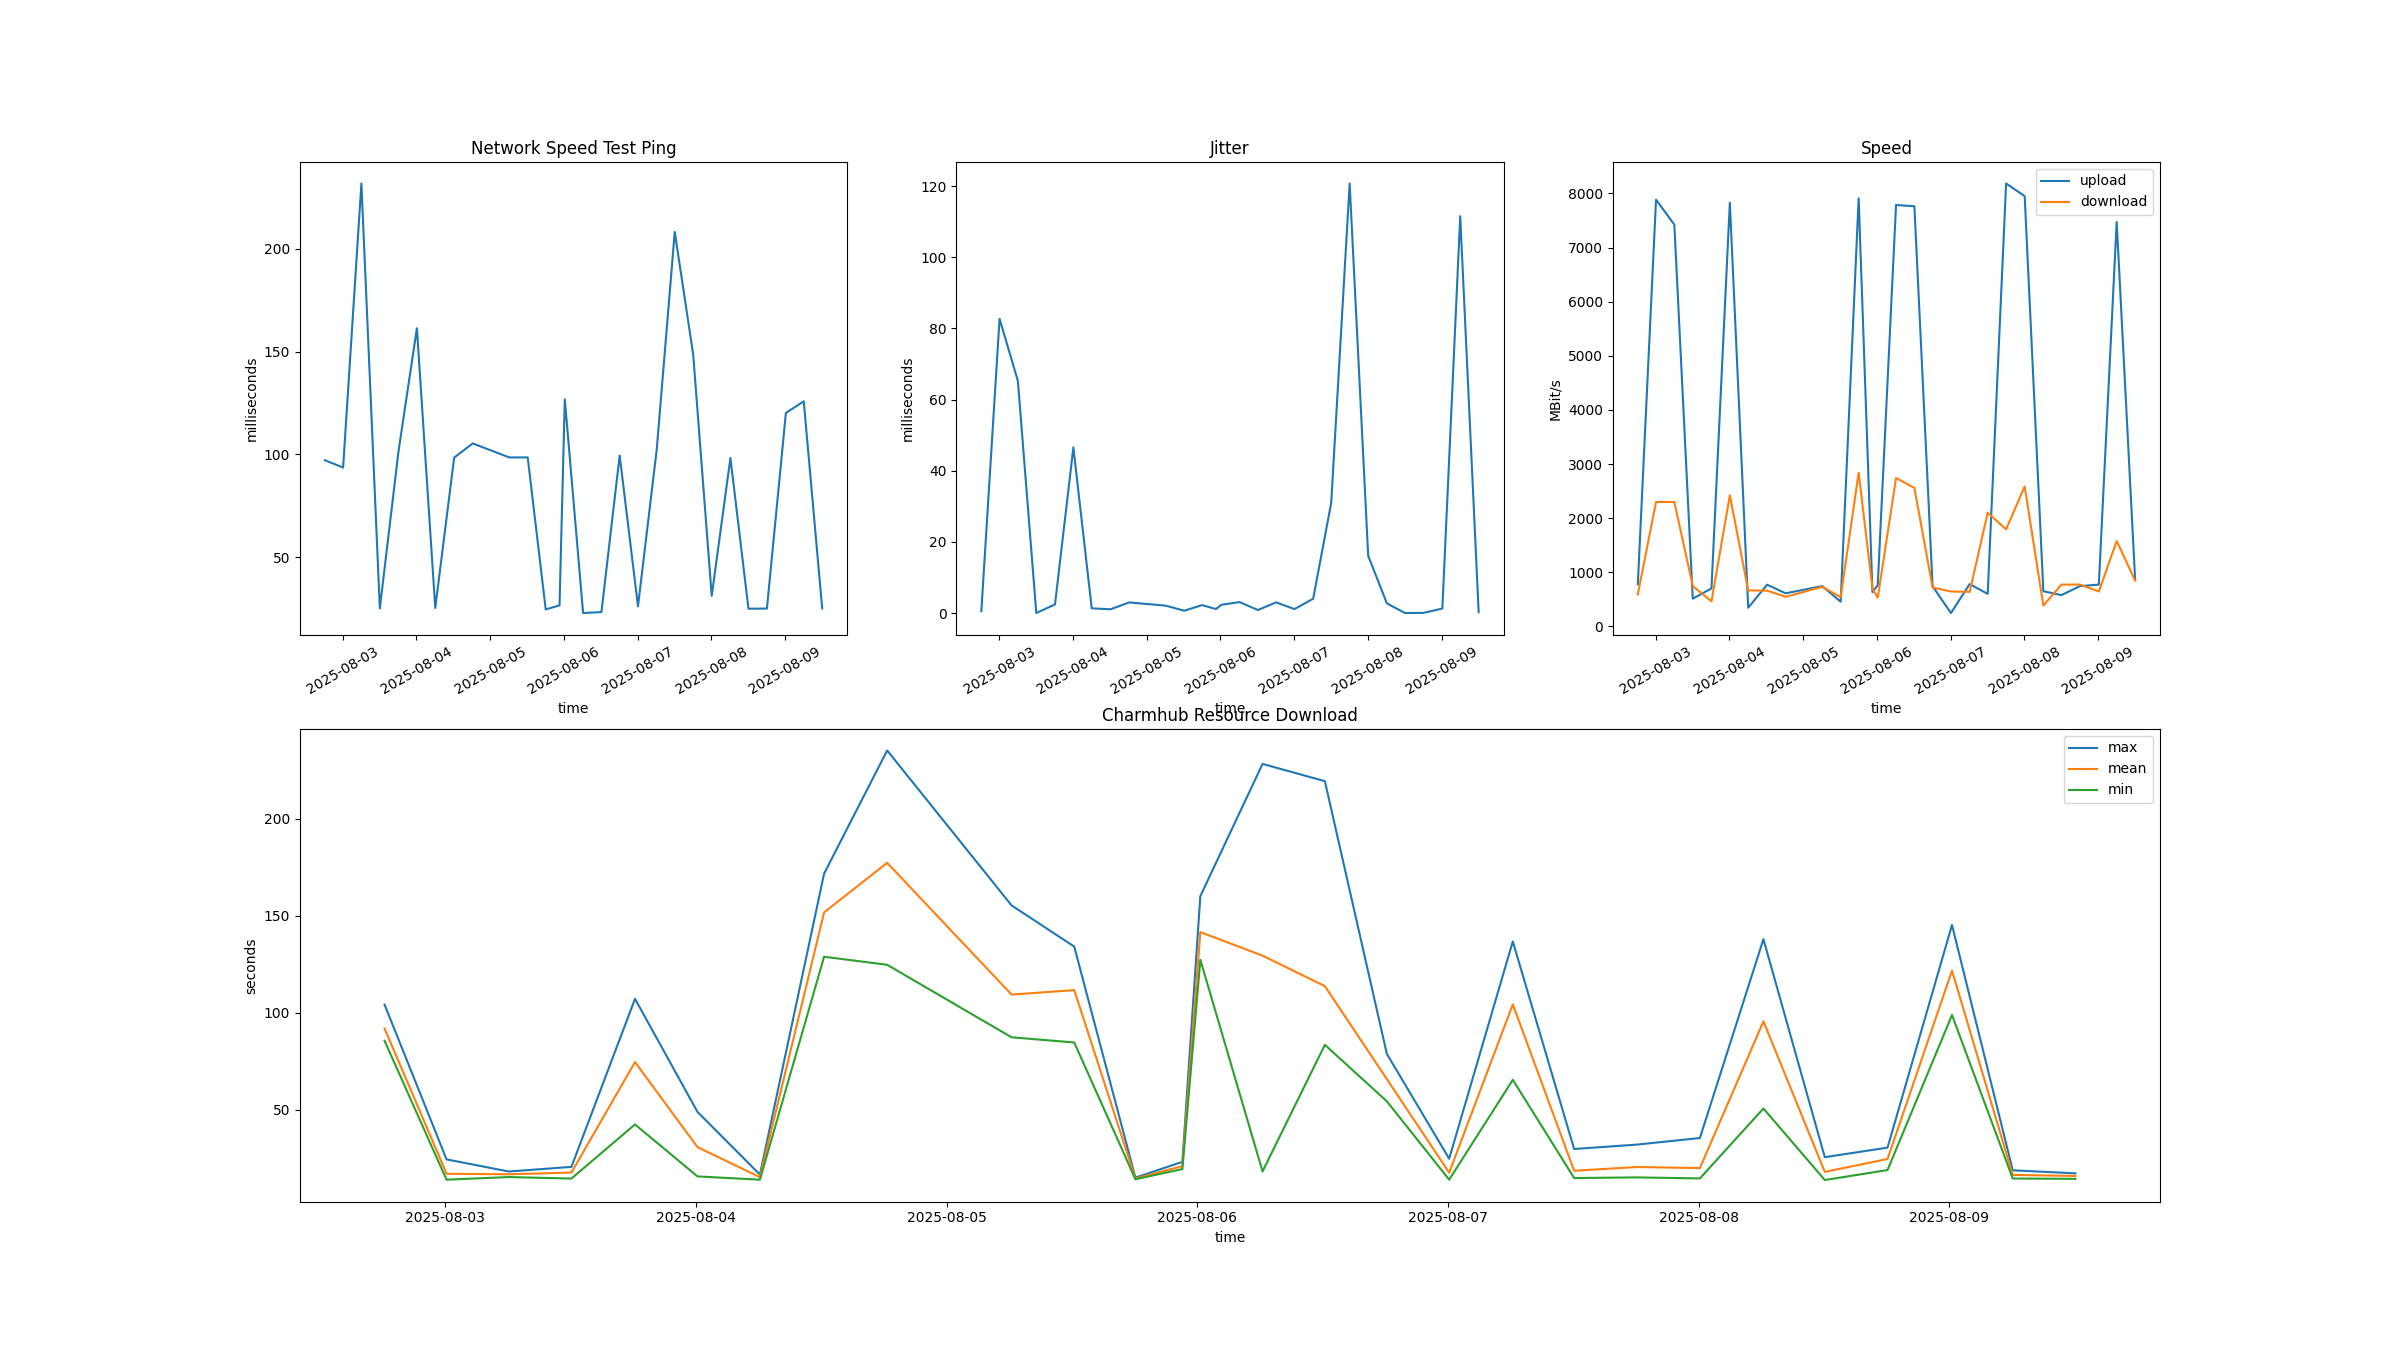 Network Speed Test Ping
milliseconds
200
150
100
50
2025-08-03 2025-08-04 2025-08-05 2025-08-06 2025-08-07 2025-08-08 2025-08-09
time
Jitter
milliseconds
120
100
80
60
40
20
0
2025-08-03 2025-08-04 2025-08-05 2025-08-06 2025-08-07 2025-08-08 2025-08-09
time
Speed
upload
download
MBit/s
8000
7000
6000
5000
4000
3000
2000
1000
0
2025-08-03 2025-08-04 2025-08-05 2025-08-06 2025-08-07 2025-08-08 2025-08-09
time
Charmhub Resource Download
max
mean
min
seconds
200
150
100
50
2025-08-03 2025-08-04 2025-08-05 2025-08-06 2025-08-07 2025-08-08 2025-08-09
time